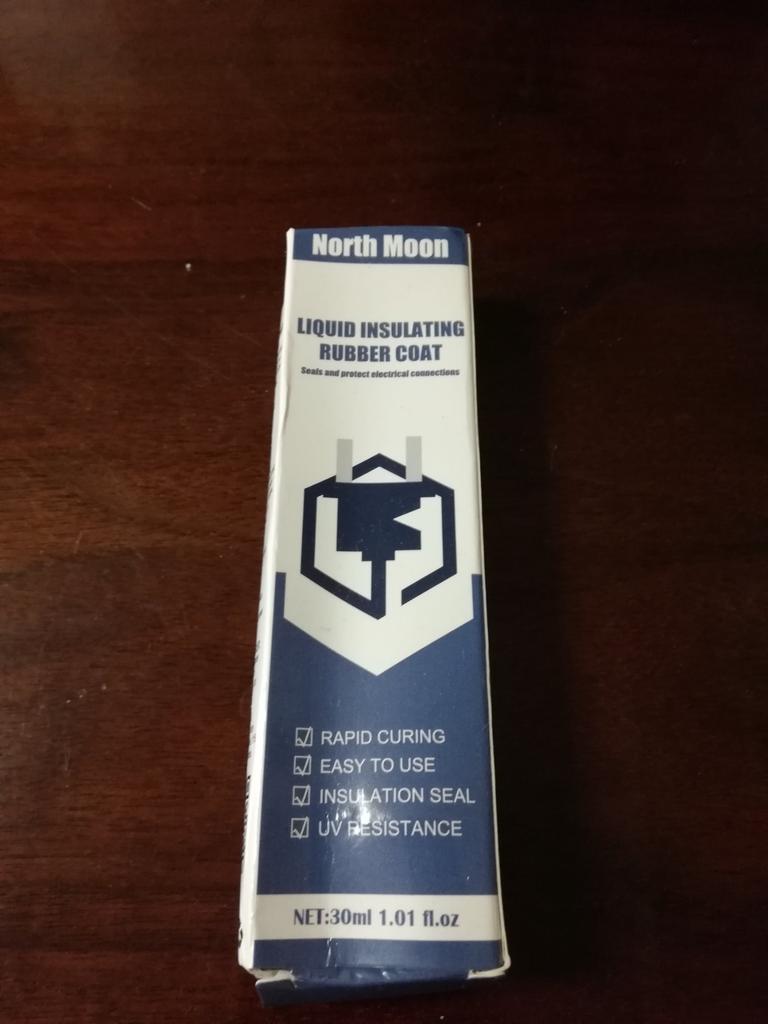 North Moon
LIQUID INSULATING
RUBBER COAT
Seals and protect electrical connections
RAPID CURING
EASY TO USE
INSULATION SEAL
UV RESISTANCE
NET:30ml 1.01 fl.oz